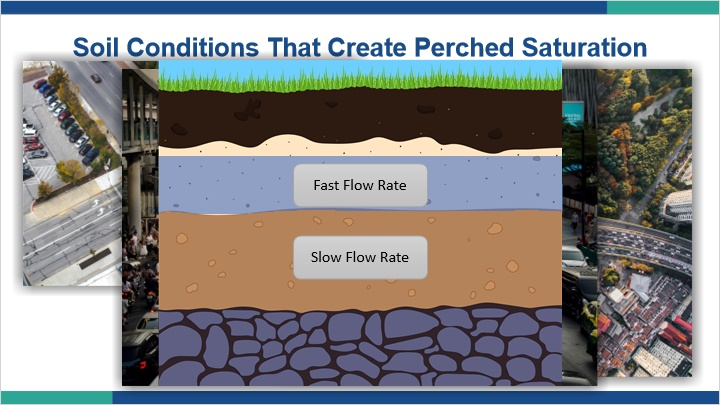 Soil Conditions That Create Perched Saturation
Fast Flow Rate
Slow Flow Rate